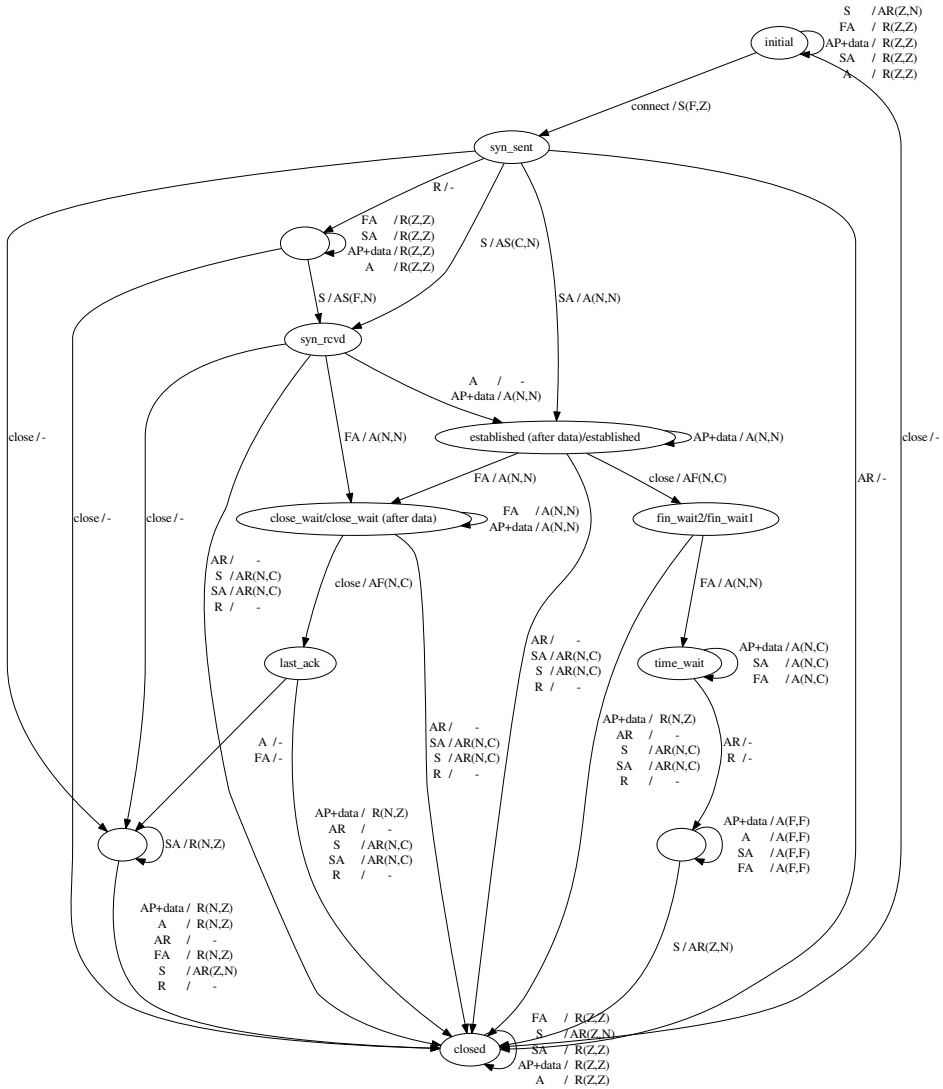 S / AR(Z,N)
FA / R(Z,Z)
AP+data / R(Z,Z)
SA / R(Z,Z)
A / R(Z,Z)
initial
connect / S(F,Z)
syn_sent
R / -
FA / R(Z,Z)
SA / R(Z,Z)
AP+data / R(Z,Z)
A / R(Z,Z)
S / AS(C,N)
S / AS(F,N)
SA / A(N,N)
syn_rcvd
A / -
AP+data / A(N,N)
close / -
close / -
close / -
FA / A(N,N)
established (after data)/established
AP+data / A(N,N)
close / -
AR / -
FA / A(N,N)
close / AF(N,C)
close_wait/close_wait (after data)
FA / A(N,N)
AP+data / A(N,N)
fin_wait2/fin_wait1
AR / -
S / AR(N,C)
SA / AR(N,C)
R / -
close / AF(N,C)
FA / A(N,N)
last_ack
AR / -
SA / AR(N,C)
S / AR(N,C)
R / -
time_wait
AP+data / A(N,C)
SA / A(N,C)
FA / A(N,C)
A / -
FA / -
AR / -
SA / AR(N,C)
S / AR(N,C)
R / -
AP+data / R(N,Z)
AR / -
S / AR(N,C)
SA / AR(N,C)
R / -
AR / -
R / -
SA / R(N,Z)
AP+data / R(N,Z)
AR / -
S / AR(N,C)
SA / AR(N,C)
R / -
AP+data / A(F,F)
A / A(F,F)
SA / A(F,F)
FA / A(F,F)
AP+data / R(N,Z)
A / R(N,Z)
AR / -
FA / R(N,Z)
S / AR(Z,N)
R / -
S / AR(Z,N)
closed
FA / R(Z,Z)
S / AR(Z,N)
SA / R(Z,Z)
AP+data / R(Z,Z)
A / R(Z,Z)